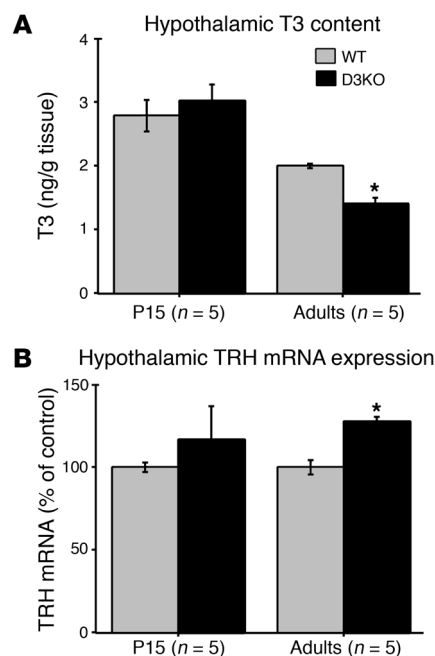 A
Hypothalamic T3 content
WT
D3KO
T3 (ng/g tissue)
4
3
2
1
0
*
P15 (n = 5)
Adults (n = 5)
B
Hypothalamic TRH mRNA expression
TRH mRNA (% of control)
150
100
50
0
*
P15 (n = 5)
Adults (n = 5)